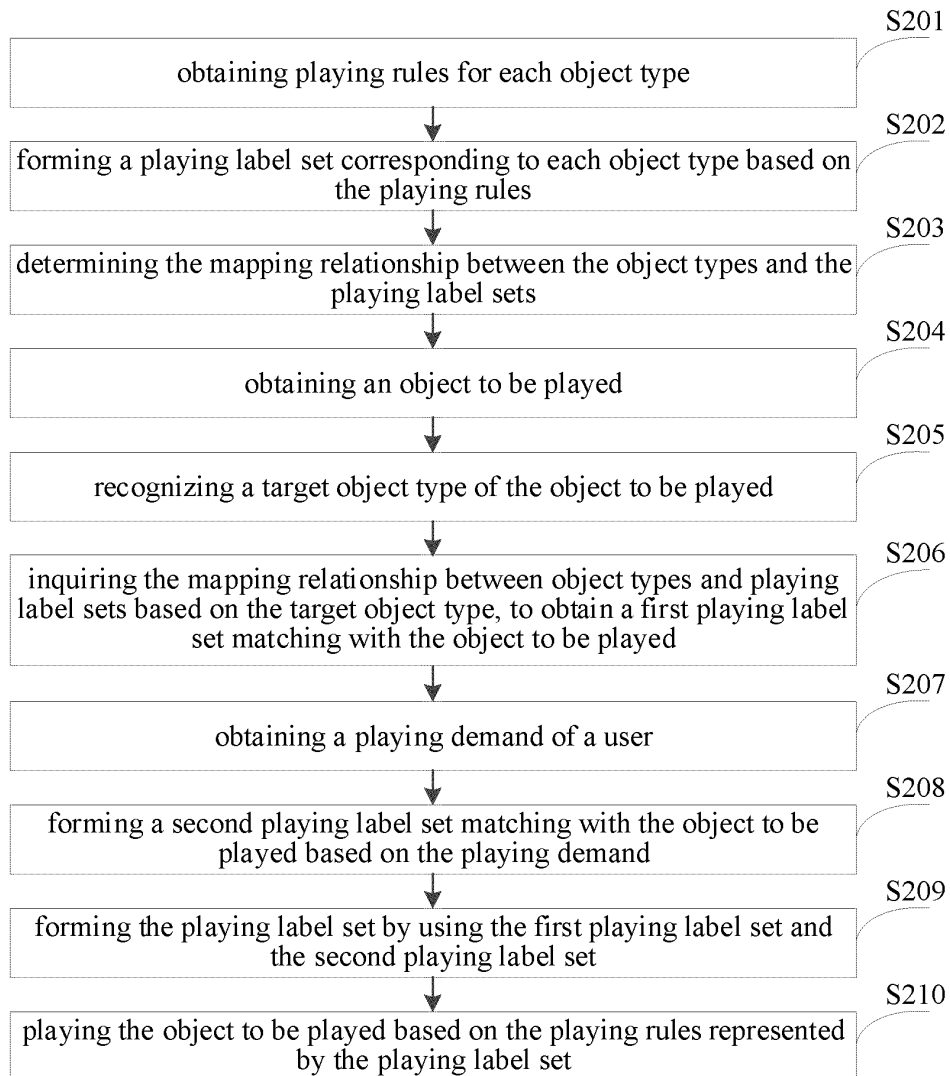 S201
obtaining playing rules for each object type
S202
forming a playing label set corresponding to each object type based on
the playing rules
S203
determining the mapping relationship between the object types and the
playing label sets
S204
obtaining an object to be played
S205
recognizing a target object type of the object to be played
S206
inquiring the mapping relationship between object types and playing
label sets based on the target object type, to obtain a first playing label
set matching with the object to be played
S207
obtaining a playing demand of a user
S208
forming a second playing label set matching with the object to be
played based on the playing demand
S209
forming the playing label set by using the first playing label set and
the second playing label set
S210
playing the object to be played based on the playing rules represented
by the playing label set